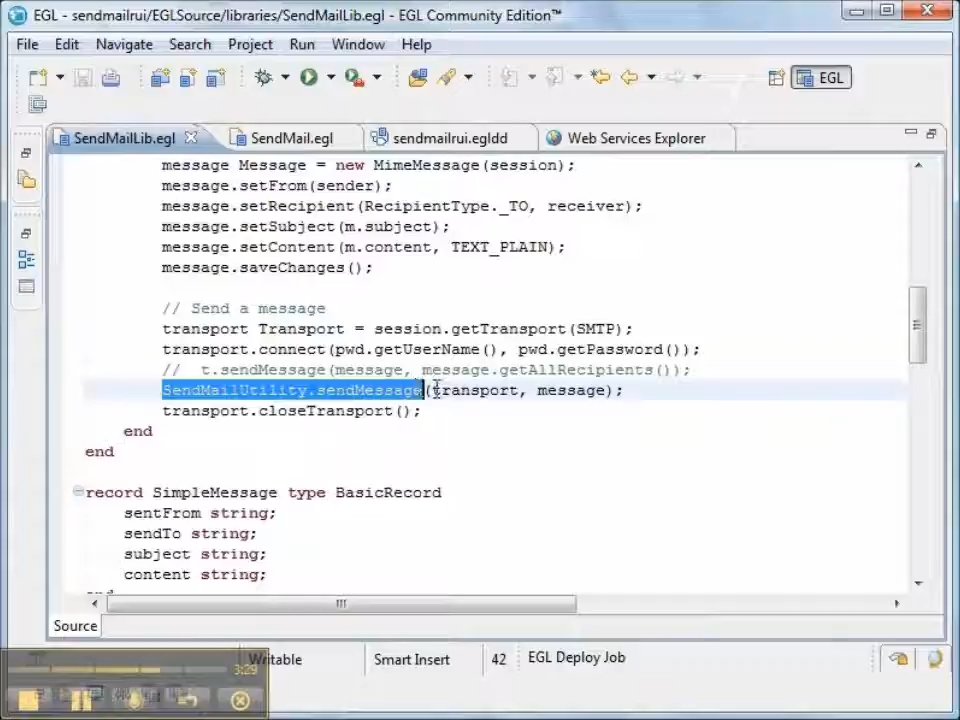 EGL - sendmailrui/EGLSource/libraries/SendMailLib.egl - EGL Community Edition™
File Edit Navigate Search Project Run Window Help
EGL
SendMailLib.egl SendMail.egl sendmailrui.egldd Web Services Explorer
message Message = new MimeMessage(session);
message.setFrom(sender);
message.setRecipient(RecipientType._TO, receiver);
message.setSubject(m.subject);
message.setContent(m.content, TEXT_PLAIN);
message.saveChanges();
// Send a message
transport Transport = session.getTransport(SMTP);
transport.connect(pwd.getUserName(), pwd.getPassword());
// t.sendMessage(message, message.getAllRecipients());
SendMailUtility.sendMessage(transport, message);
transport.closeTransport();
end
end
record SimpleMessage type BasicRecord
sentFrom string;
sendTo string;
subject string;
content string;
end
Source
Writable Smart Insert 42 EGL Deploy Job
3:29